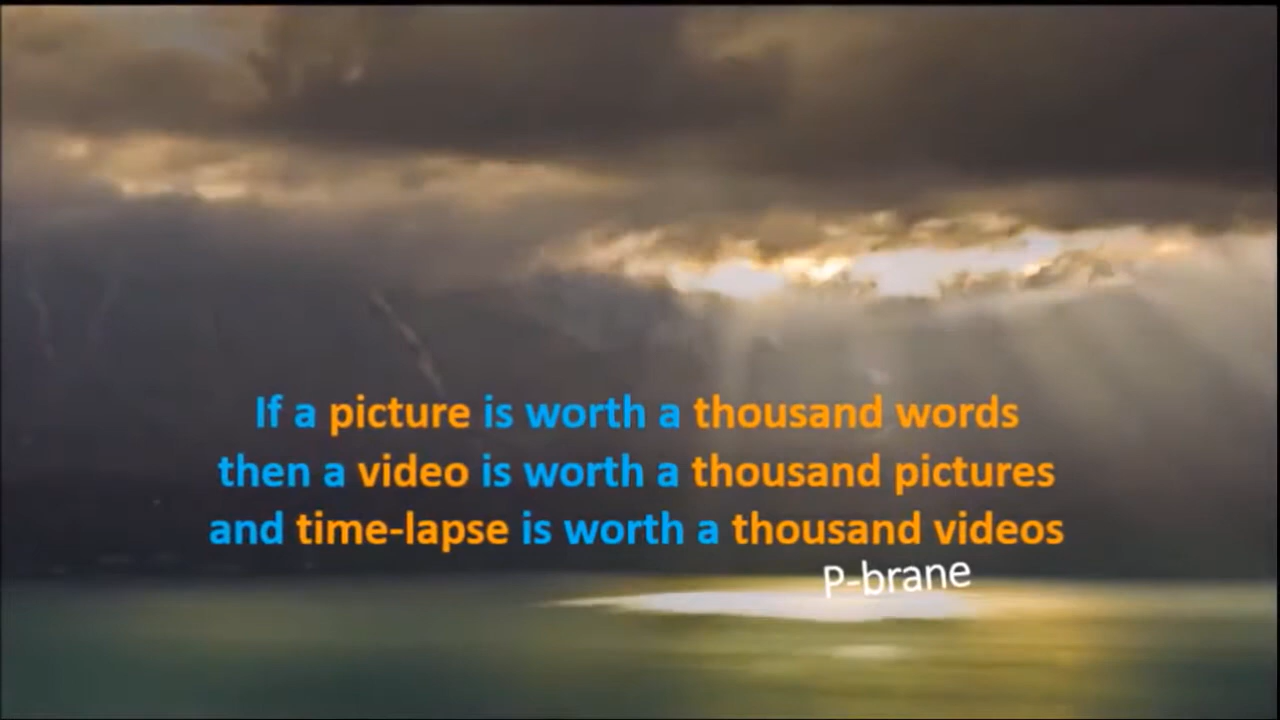 If a picture is worth a thousand words
then a video is worth a thousand pictures
and time-lapse is worth a thousand videos
P-brane